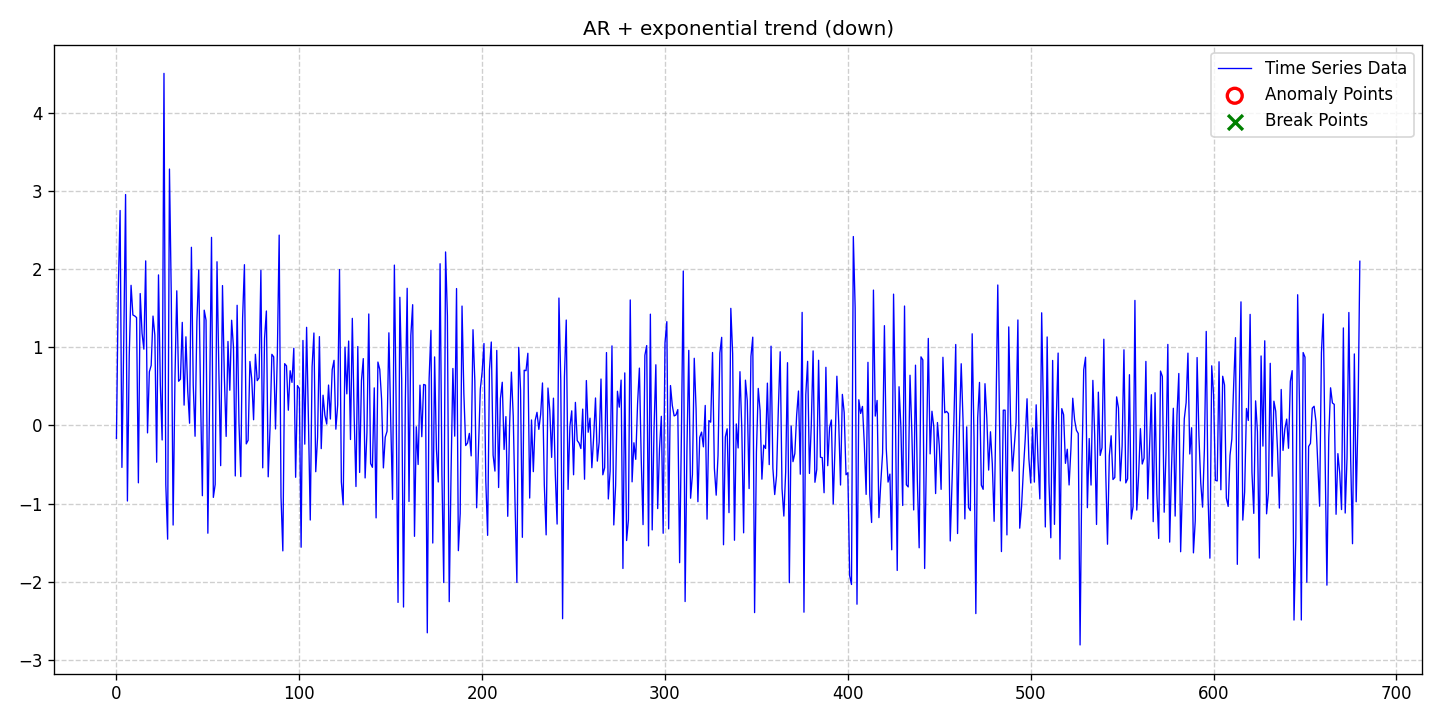 AR + exponential trend (down)
Time Series Data
Anomaly Points
Break Points
4
3
2
1
0
−1
−2
−3
0 100 200 300 400 500 600 700